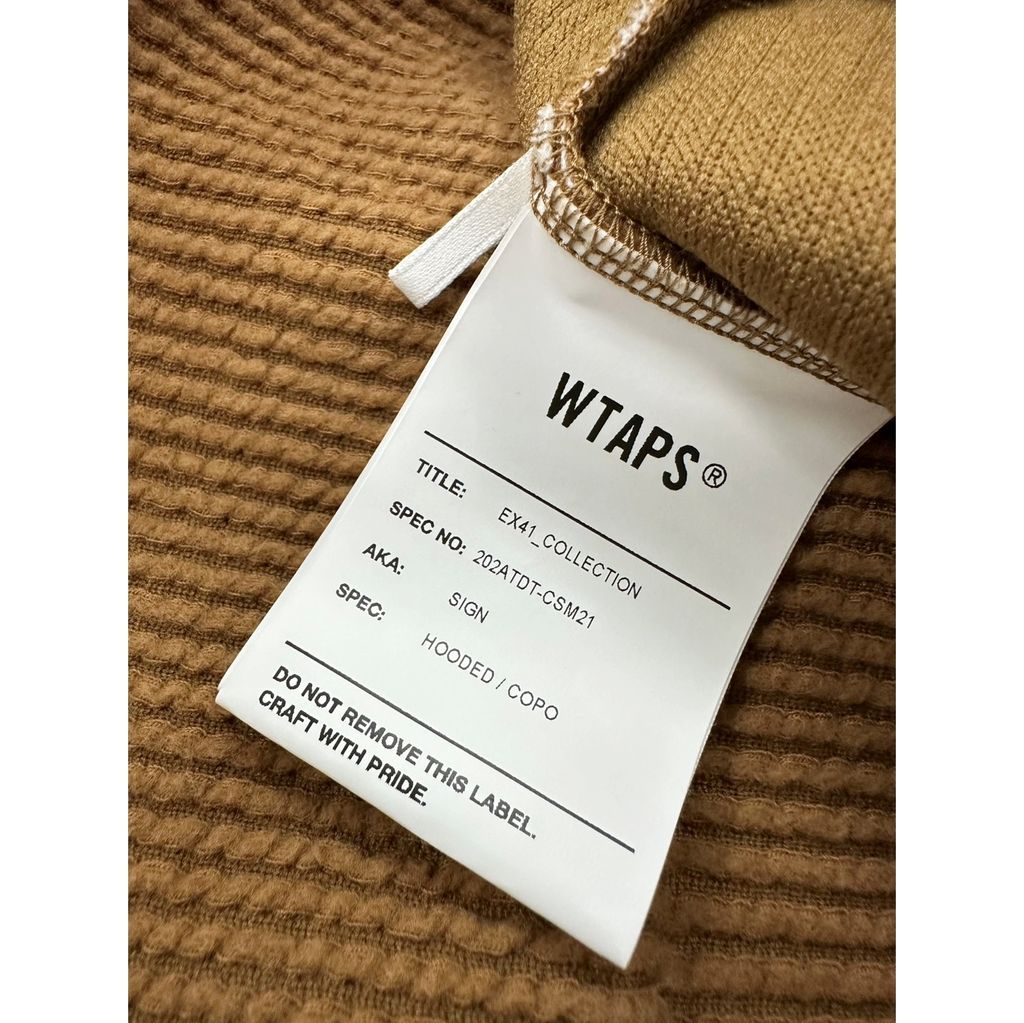 WTAPS®
TITLE: EX41_COLLECTION
SPEC NO: 202ATDT-CSM21
AKA: SIGN
SPEC: HOODED / COPO
DO NOT REMOVE THIS LABEL.
CRAFT WITH PRIDE.